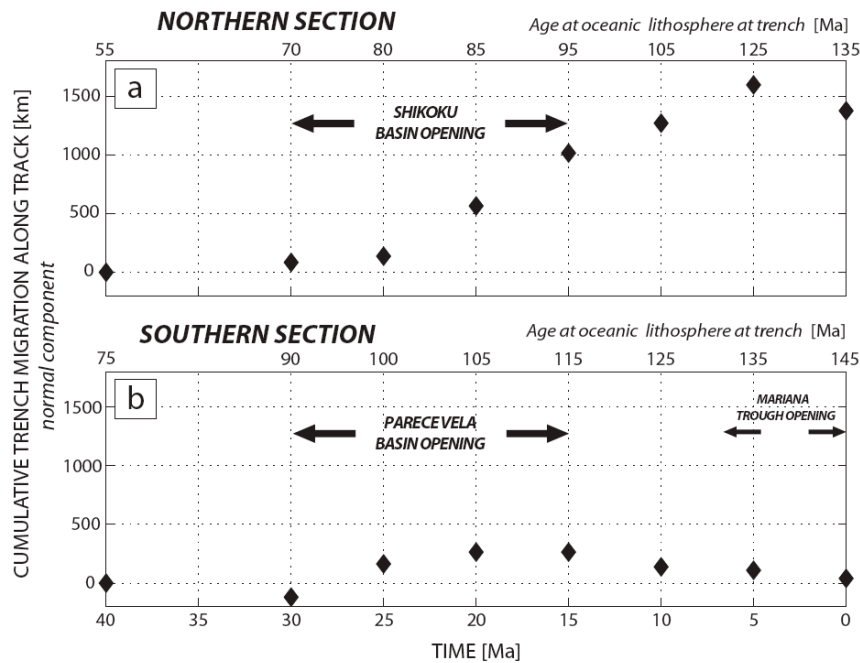 NORTHERN SECTION
Age at oceanic lithosphere at trench [Ma]
55 70 80 85 95 105 125 135
a
SHIKOKU
BASIN OPENING
1500
1000
500
0
CUMULATIVE TRENCH MIGRATION ALONG TRACK [km]
normal component
SOUTHERN SECTION
Age at oceanic lithosphere at trench [Ma]
75 90 100 105 115 125 135 145
b
PARECE VELA
BASIN OPENING
MARIANA
TROUGH OPENING
1500
1000
500
0
40 35 30 25 20 15 10 5 0
TIME [Ma]